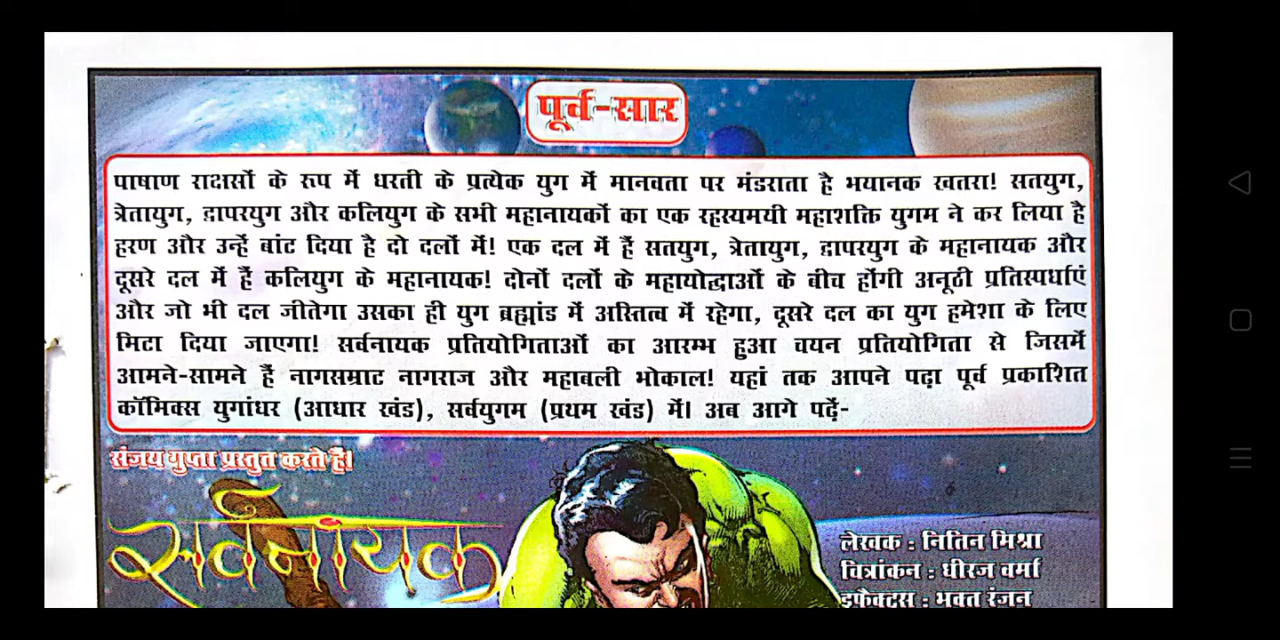 पूर्व-सार
पाषाण राक्षसों के रूप में धरती के प्रत्येक युग में मानवता पर मंडराता है भयानक खतरा! सतयुग,
त्रेतायुग, द्वापरयुग और कलियुग के सभी महानायकों का एक रहस्यमयी महाशक्ति युगम ने कर लिया है
हरण और उन्हें बांट दिया है दो दलों में! एक दल में हैं सतयुग, त्रेतायुग, द्वापरयुग के महानायक और
दूसरे दल में हैं कलियुग के महानायक! दोनों दलों के महायोद्धाओं के बीच होंगी अनूठी प्रतिस्पर्धाएं
और जो भी दल जीतेगा उसका ही युग ब्रह्मांड में अस्तित्व में रहेगा, दूसरे दल का युग हमेशा के लिए
मिटा दिया जाएगा! सर्वनायक प्रतियोगिताओं का आरम्भ हुआ चयन प्रतियोगिता से जिसमें
आमने-सामने हैं नागसम्राट नागराज और महाबली भोकाल! यहां तक आपने पढ़ा पूर्व प्रकाशित
कॉमिक्स युगांधर (आधार खंड), सर्वयुगम (प्रथम खंड) में। अब आगे पढ़ें-
संजय गुप्ता प्रस्तुत करते हैं।
सर्वनायक
लेखक : नितिन मिश्रा
चित्रांकन : धीरज वर्मा
इफैक्टस : भक्त रंजन